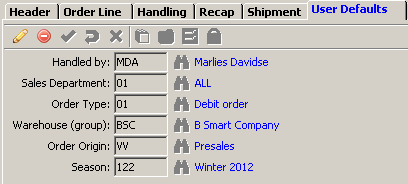 Header Order Line Handling Recap Shipment User Defaults
Handled by: MDA Marlies Davidse
Sales Department: 01 ALL
Order Type: 01 Debit order
Warehouse (group): BSC B Smart Company
Order Origin: VV Presales
Season: 122 Winter 2012